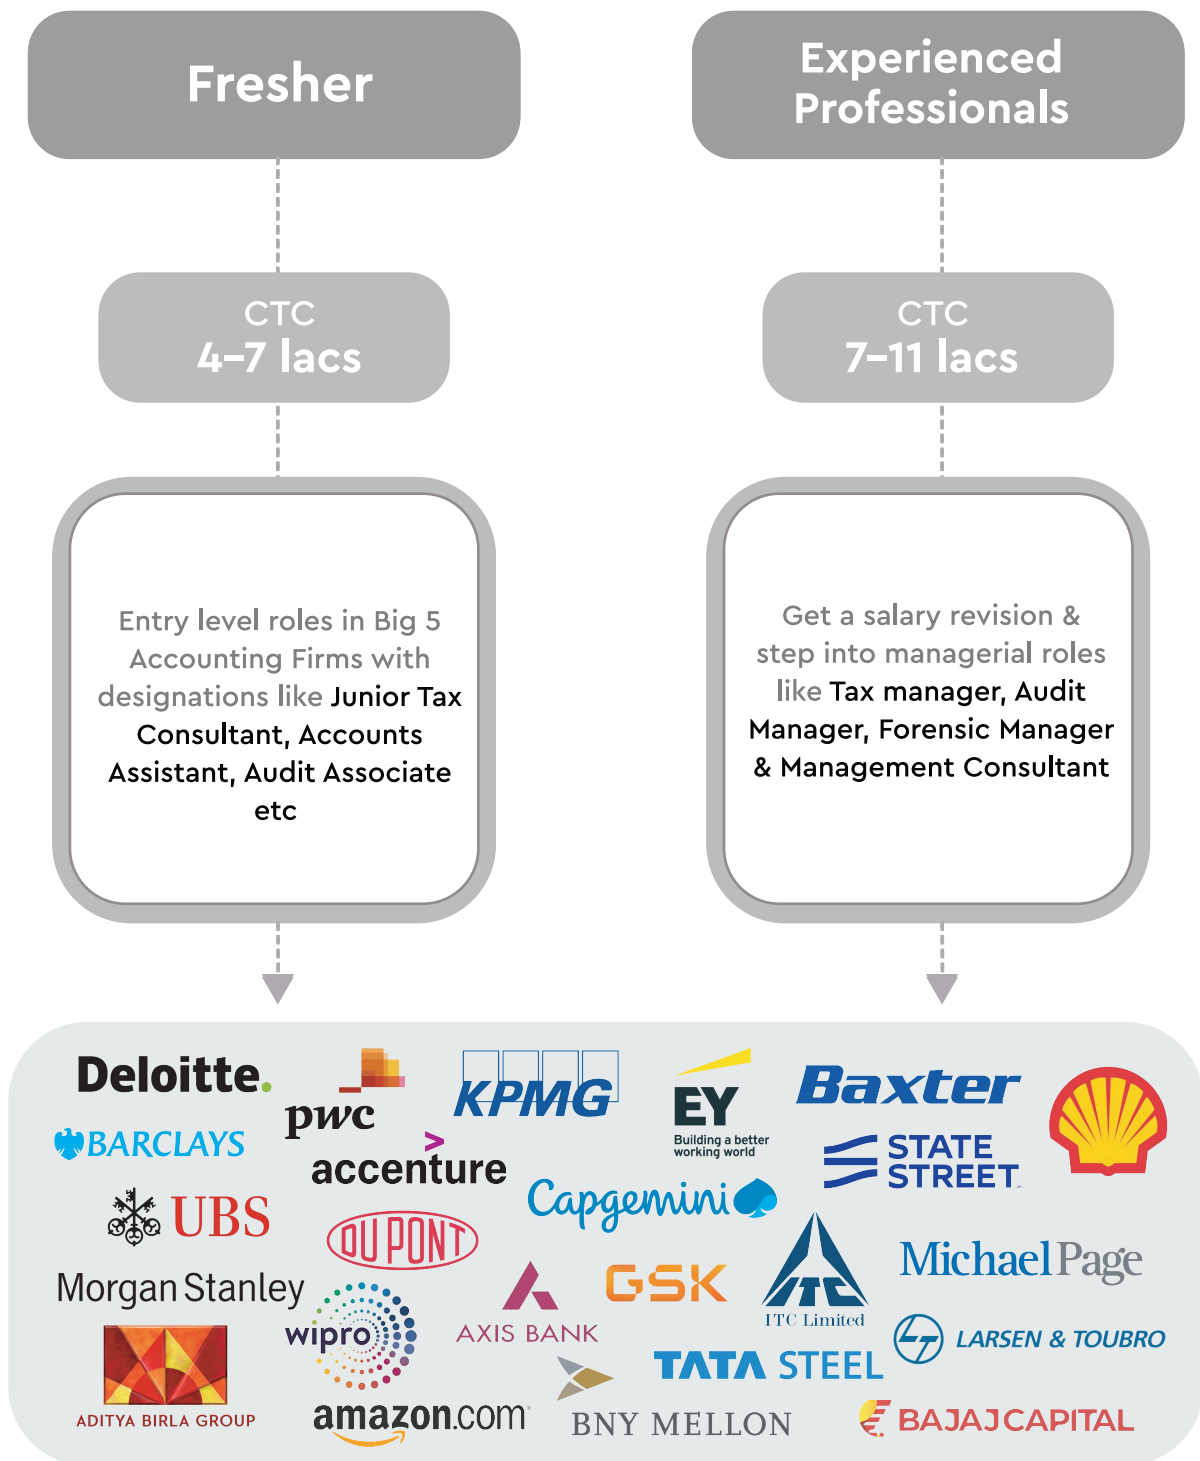 Fresher
CTC
4–7 lacs
Entry level roles in Big 5
Accounting Firms with
designations like Junior Tax
Consultant, Accounts
Assistant, Audit Associate
etc
Experienced
Professionals
CTC
7–11 lacs
Get a salary revision &
step into managerial roles
like Tax manager, Audit
Manager, Forensic Manager
& Management Consultant
Deloitte.
pwc
KPMG
EY
Building a better
working world
Baxter
BARCLAYS
accenture
STATE
STREET
UBS
DU PONT
Capgemini
ITC
ITC Limited
Michael Page
Morgan Stanley
wipro
AXIS BANK
GSK
LARSEN & TOUBRO
ADITYA BIRLA GROUP
TATA STEEL
amazon.com
BNY MELLON
BAJAJ CAPITAL